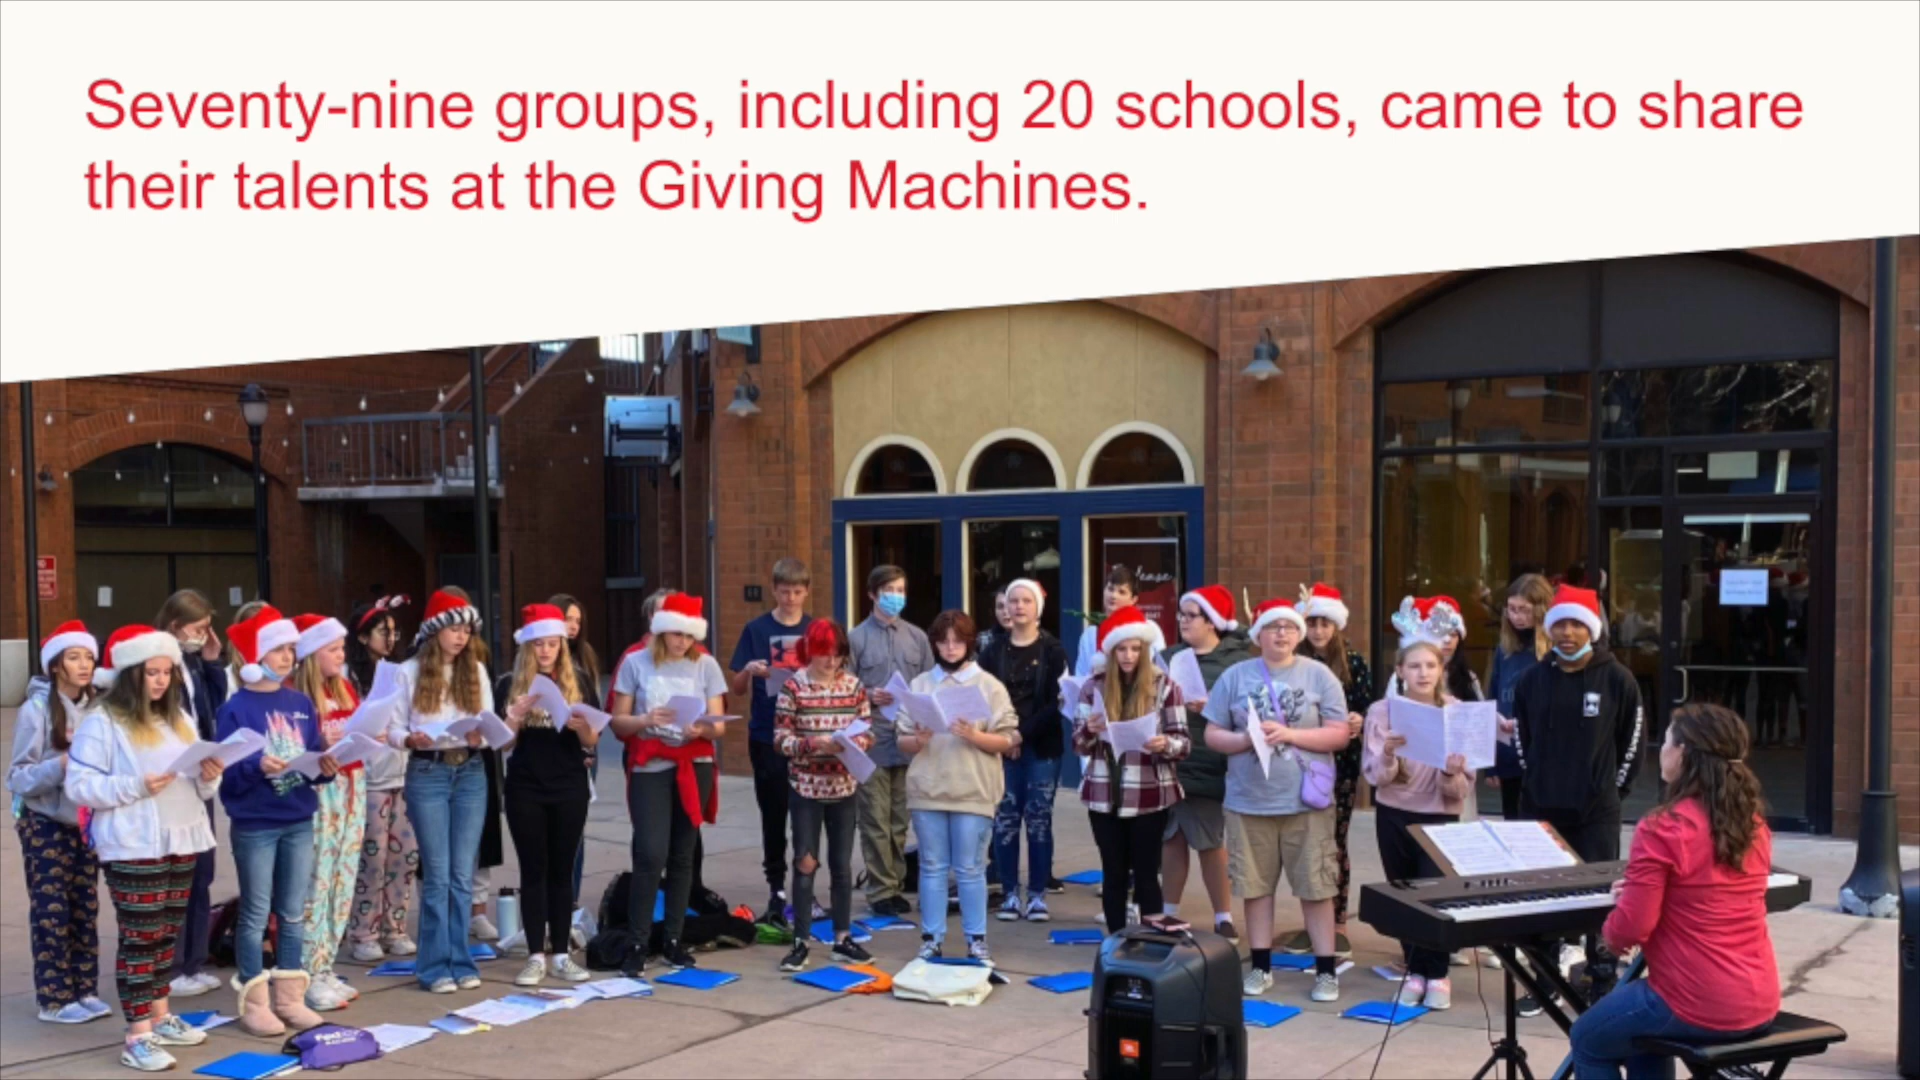 Seventy-nine groups, including 20 schools, came to share
their talents at the Giving Machines.